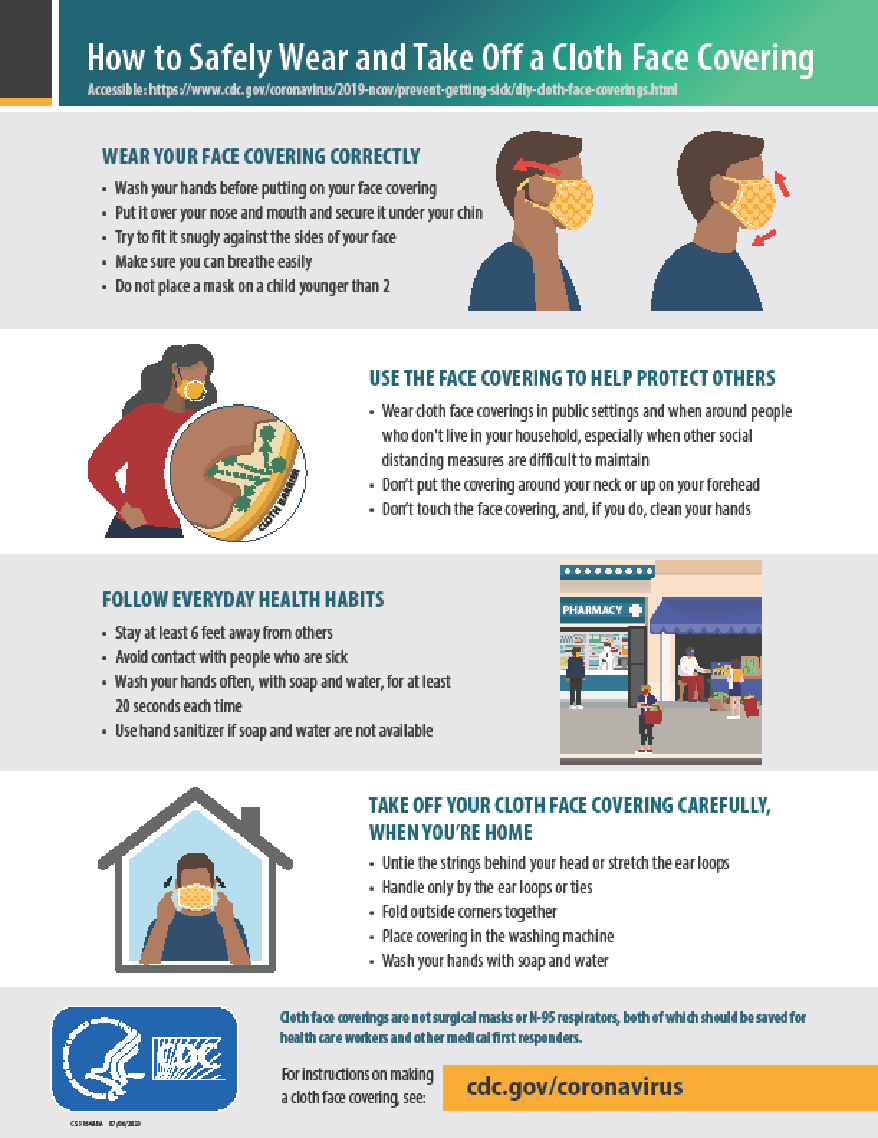 How to Safely Wear and Take Off a Cloth Face Covering
Accessible: https://www.cdc.gov/coronavirus/2019-ncov/prevent-getting-sick/diy-cloth-face-coverings.html
WEAR YOUR FACE COVERING CORRECTLY
• Wash your hands before putting on your face covering
• Put it over your nose and mouth and secure it under your chin
• Try to fit it snugly against the sides of your face
• Make sure you can breathe easily
• Do not place a mask on a child younger than 2
USE THE FACE COVERING TO HELP PROTECT OTHERS
• Wear cloth face coverings in public settings and when around people
who don't live in your household, especially when other social
distancing measures are difficult to maintain
• Don't put the covering around your neck or up on your forehead
• Don't touch the face covering, and, if you do, clean your hands
CLOTH BARRIER
FOLLOW EVERYDAY HEALTH HABITS
• Stay at least 6 feet away from others
• Avoid contact with people who are sick
• Wash your hands often, with soap and water, for at least
20 seconds each time
• Use hand sanitizer if soap and water are not available
PHARMACY
TAKE OFF YOUR CLOTH FACE COVERING CAREFULLY,
WHEN YOU'RE HOME
• Untie the strings behind your head or stretch the ear loops
• Handle only by the ear loops or ties
• Fold outside corners together
• Place covering in the washing machine
• Wash your hands with soap and water
CDC
Cloth face coverings are not surgical masks or N-95 respirators, both of which should be saved for
health care workers and other medical first responders.
For instructions on making
a cloth face covering, see:
cdc.gov/coronavirus